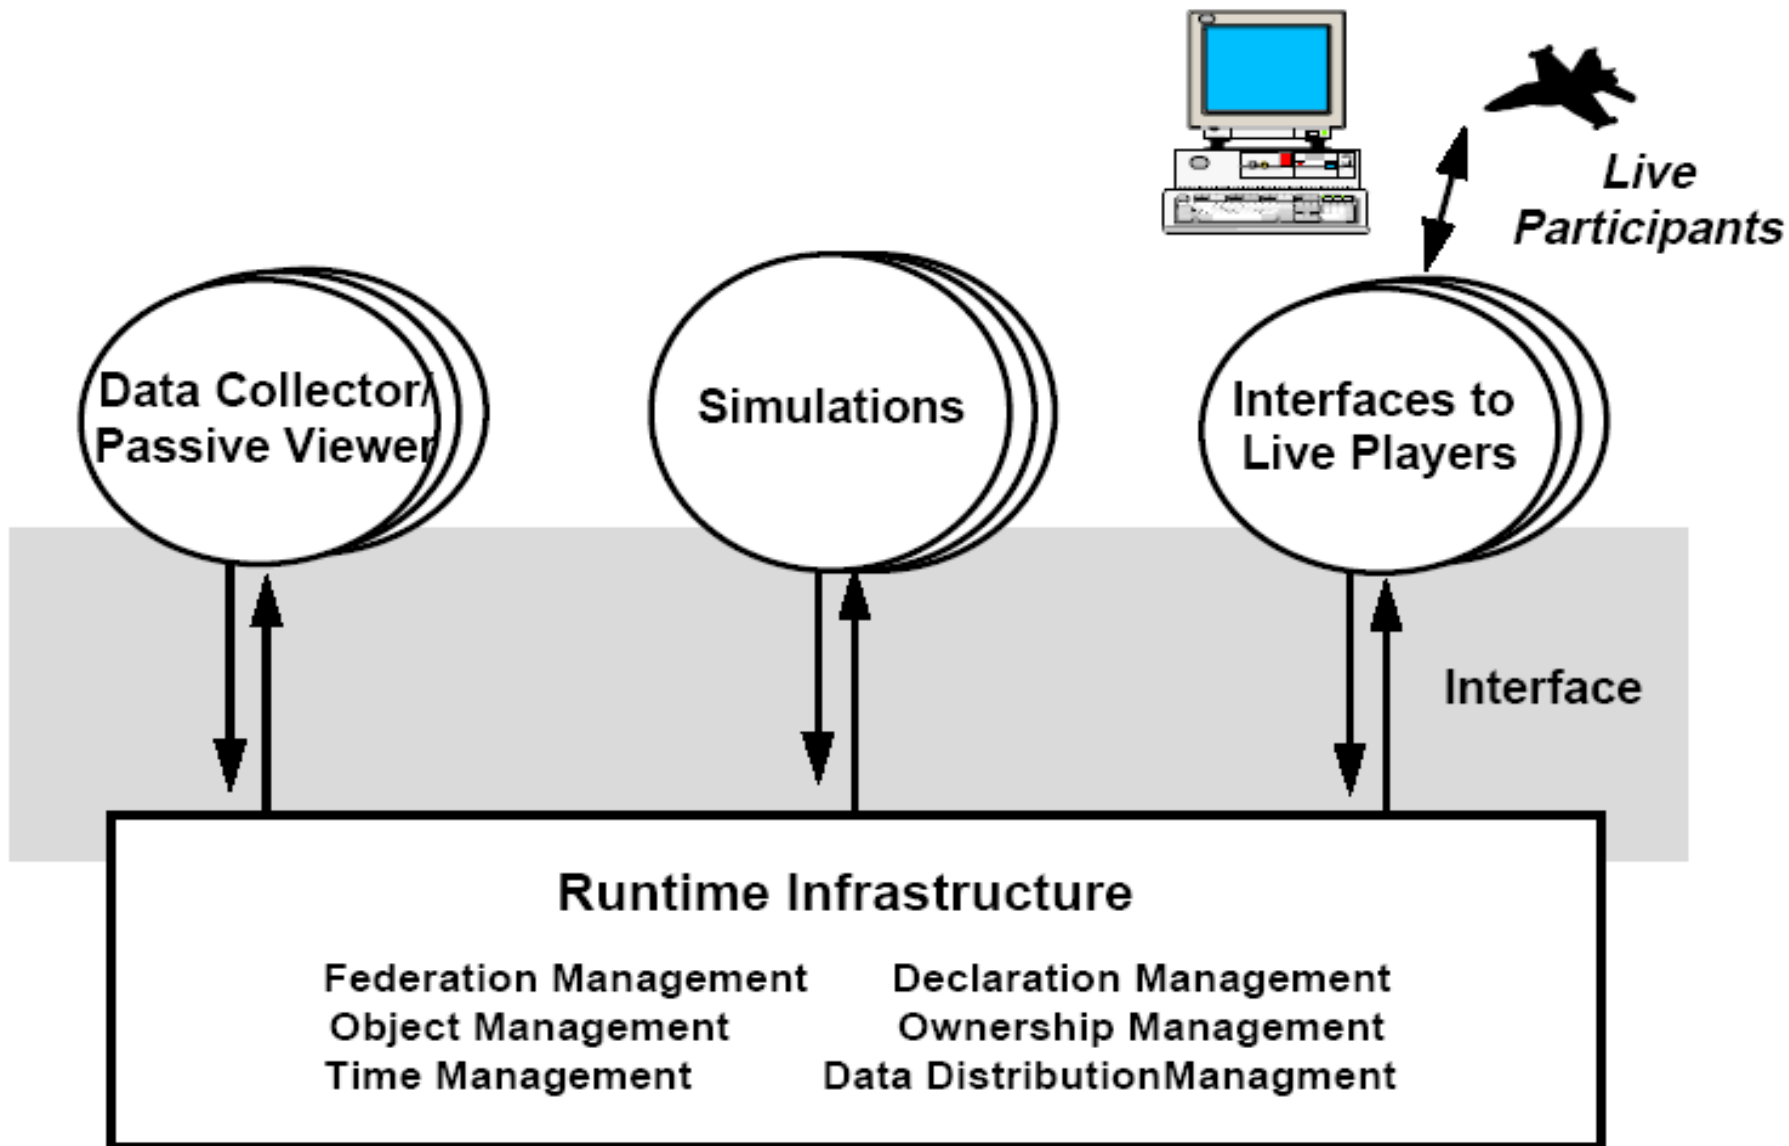 Live
Participants
Data Collector/
Passive Viewer
Simulations
Interfaces to
Live Players
Interface
Runtime Infrastructure
Federation Management Declaration Management
Object Management Ownership Management
Time Management Data DistributionManagment